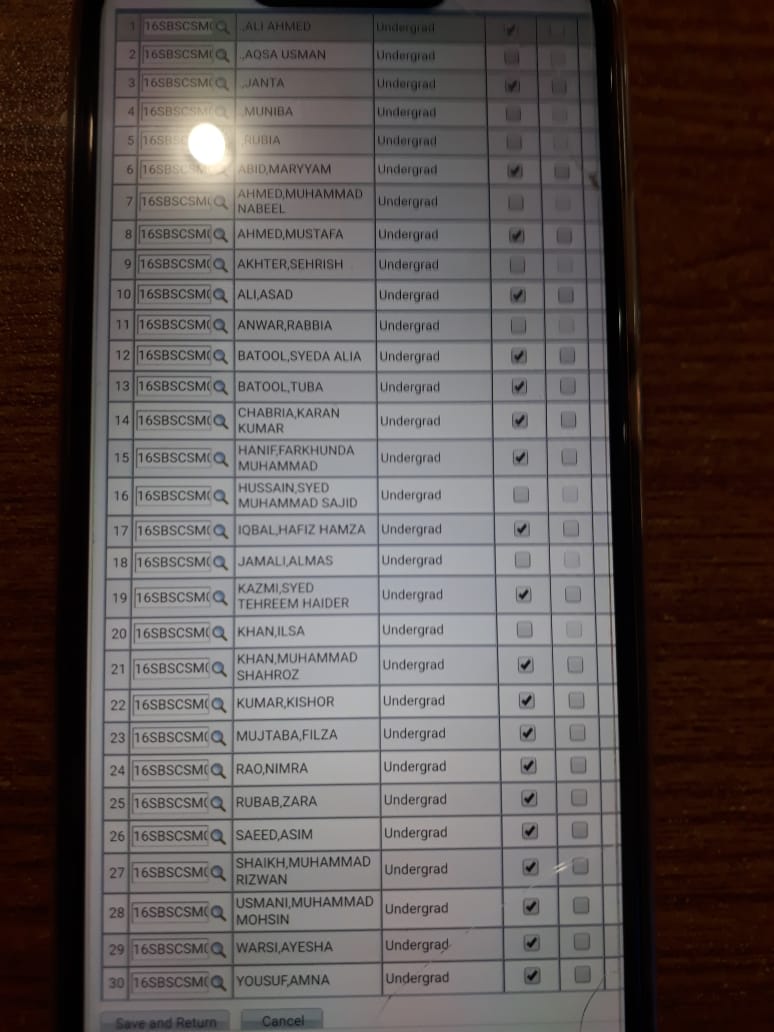 1 16SBSCSM( .,ALI AHMED Undergrad
2 16SBSCSM( .,AQSA USMAN Undergrad
3 16SBSCSM( .,JANTA Undergrad
4 16SBSCSM( .,MUNIBA Undergrad
5 16SBSC .,RUBIA Undergrad
6 16SBSCSM( ABID,MARYYAM Undergrad
7 16SBSCSM( AHMED,MUHAMMAD Undergrad
NABEEL
8 16SBSCSM( AHMED,MUSTAFA Undergrad
9 16SBSCSM( AKHTER,SEHRISH Undergrad
10 16SBSCSM( ALI,ASAD Undergrad
11 16SBSCSM( ANWAR,RABBIA Undergrad
12 16SBSCSM( BATOOL,SYEDA ALIA Undergrad
13 16SBSCSM( BATOOL,TUBA Undergrad
14 16SBSCSM( CHABRIA,KARAN Undergrad
KUMAR
15 16SBSCSM( HANIF,FARKHUNDA Undergrad
MUHAMMAD
16 16SBSCSM( HUSSAIN,SYED Undergrad
MUHAMMAD SAJID
17 16SBSCSM( IQBAL,HAFIZ HAMZA Undergrad
18 16SBSCSM( JAMALI,ALMAS Undergrad
19 16SBSCSM( KAZMI,SYED Undergrad
TEHREEM HAIDER
20 16SBSCSM( KHAN,ILSA Undergrad
21 16SBSCSM( KHAN,MUHAMMAD Undergrad
SHAHROZ
22 16SBSCSM( KUMAR,KISHOR Undergrad
23 16SBSCSM( MUJTABA,FILZA Undergrad
24 16SBSCSM( RAO,NIMRA Undergrad
25 16SBSCSM( RUBAB,ZARA Undergrad
26 16SBSCSM( SAEED,ASIM Undergrad
27 16SBSCSM( SHAIKH,MUHAMMAD Undergrad
RIZWAN
28 16SBSCSM( USMANI,MUHAMMAD Undergrad
MOHSIN
29 16SBSCSM( WARSI,AYESHA Undergrad
30 16SBSCSM( YOUSUF,AMNA Undergrad
Save and Return Cancel